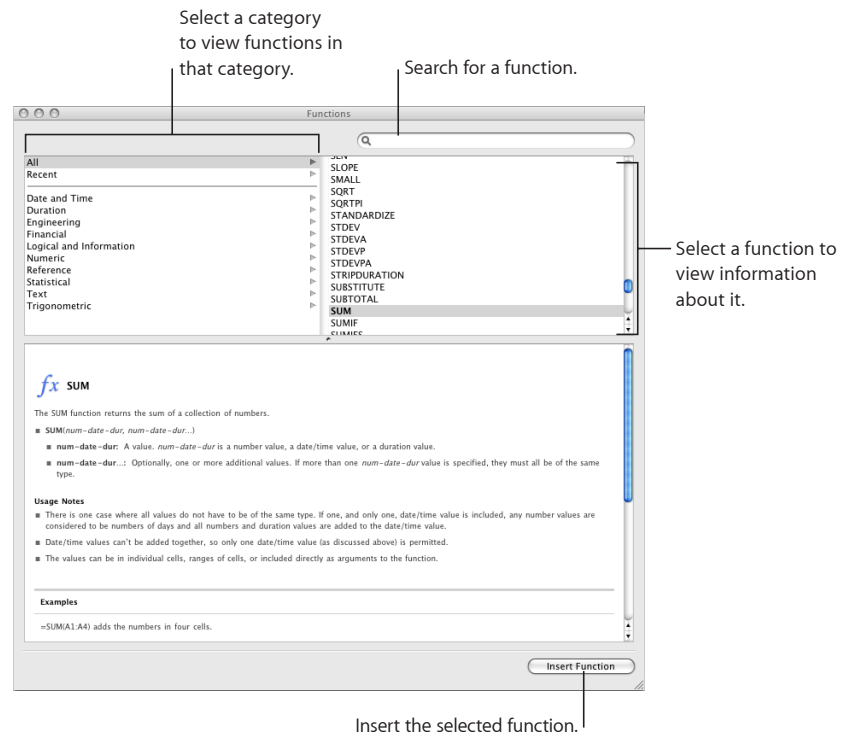 Select a category
to view functions in
that category.
Search for a function.
Functions
All
Recent
Date and Time
Duration
Engineering
Financial
Logical and Information
Numeric
Reference
Statistical
Text
Trigonometric
SLOPE
SMALL
SQRT
SQRTPI
STANDARDIZE
STDEV
STDEVA
STDEVP
STDEVPA
STRIPDURATION
SUBSTITUTE
SUBTOTAL
SUM
SUMIF
SUMIFS
Select a function to
view information
about it.
fx SUM
The SUM function returns the sum of a collection of numbers.
SUM(num-date-dur, num-date-dur...)
num-date-dur: A value. num-date-dur is a number value, a date/time value, or a duration value.
num-date-dur...: Optionally, one or more additional values. If more than one num-date-dur value is specified, they must all be of the same
type.
Usage Notes
There is one case where all values do not have to be of the same type. If one, and only one, date/time value is included, any number values are
considered to be numbers of days and all numbers and duration values are added to the date/time value.
Date/time values can't be added together, so only one date/time value (as discussed above) is permitted.
The values can be in individual cells, ranges of cells, or included directly as arguments to the function.
Examples
=SUM(A1:A4) adds the numbers in four cells.
Insert Function
Insert the selected function.